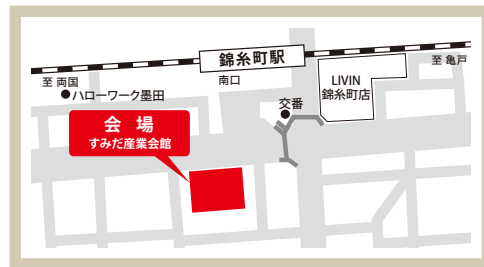 錦糸町駅
至 亀戸
至 両国
南口
LIVIN
錦糸町店
ハローワーク墨田
交番
会 場
すみだ産業会館